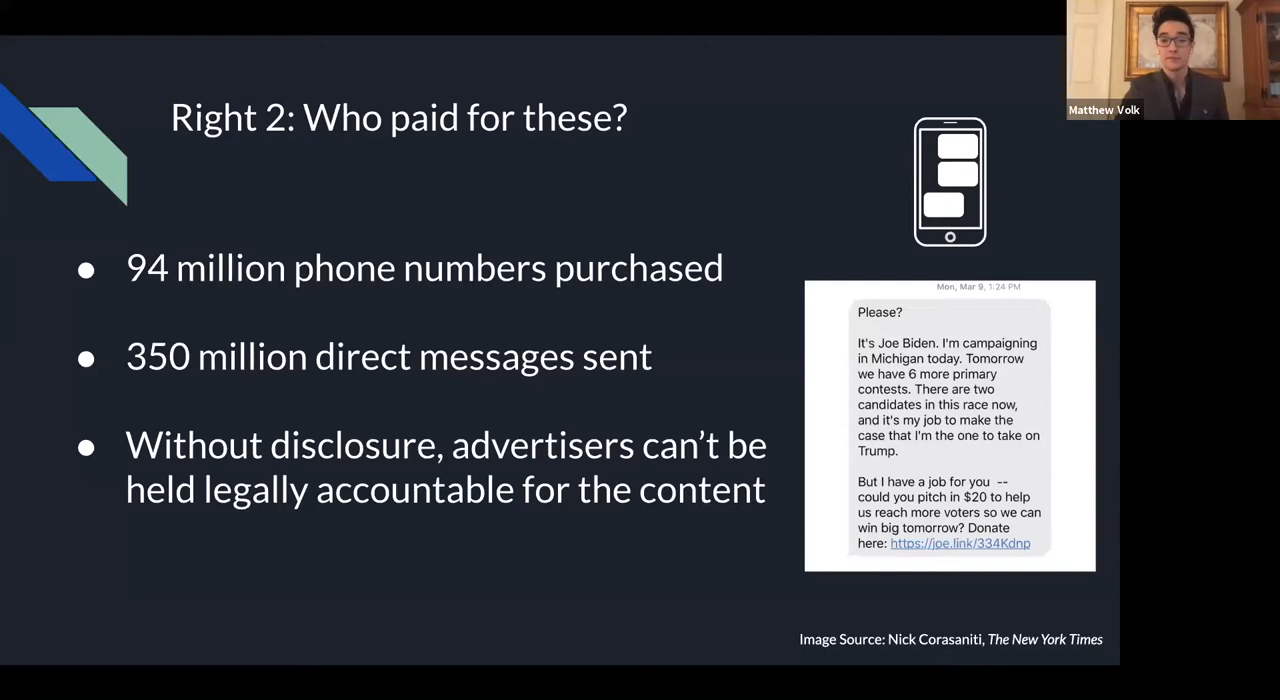 Matthew Volk
Right 2: Who paid for these?
● 94 million phone numbers purchased
● 350 million direct messages sent
● Without disclosure, advertisers can’t be
held legally accountable for the content
Mon, Mar 9, 1:24 PM
Please?
It's Joe Biden. I'm campaigning
in Michigan today. Tomorrow
we have 6 more primary
contests. There are two
candidates in this race now,
and it's my job to make the
case that I'm the one to take on
Trump.
But I have a job for you --
could you pitch in $20 to help
us reach more voters so we can
win big tomorrow? Donate
here: https://joe.link/334Kdnp
Image Source: Nick Corasaniti, The New York Times